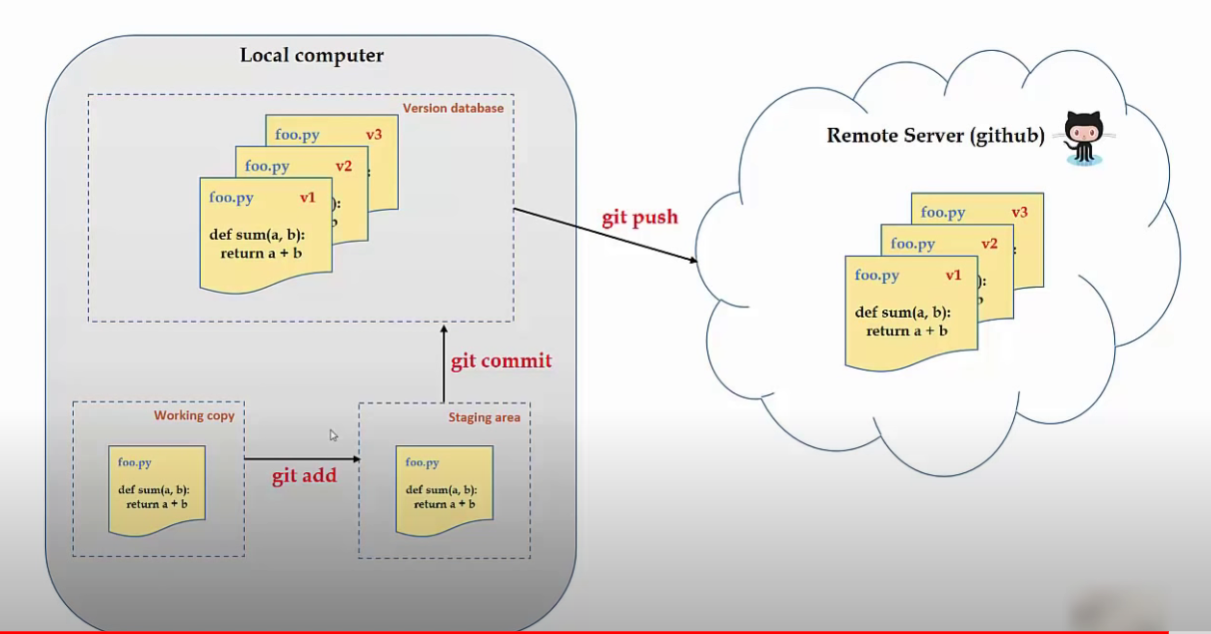 Local computer
Version database
foo.py v3
foo.py v2
):
foo.py v1
def sum(a, b):
return a + b
git push
Remote Server (github)
foo.py v3
foo.py v2
):
foo.py v1
def sum(a, b):
return a + b
git commit
Working copy
foo.py
def sum(a, b):
return a + b
git add
Staging area
foo.py
def sum(a, b):
return a + b